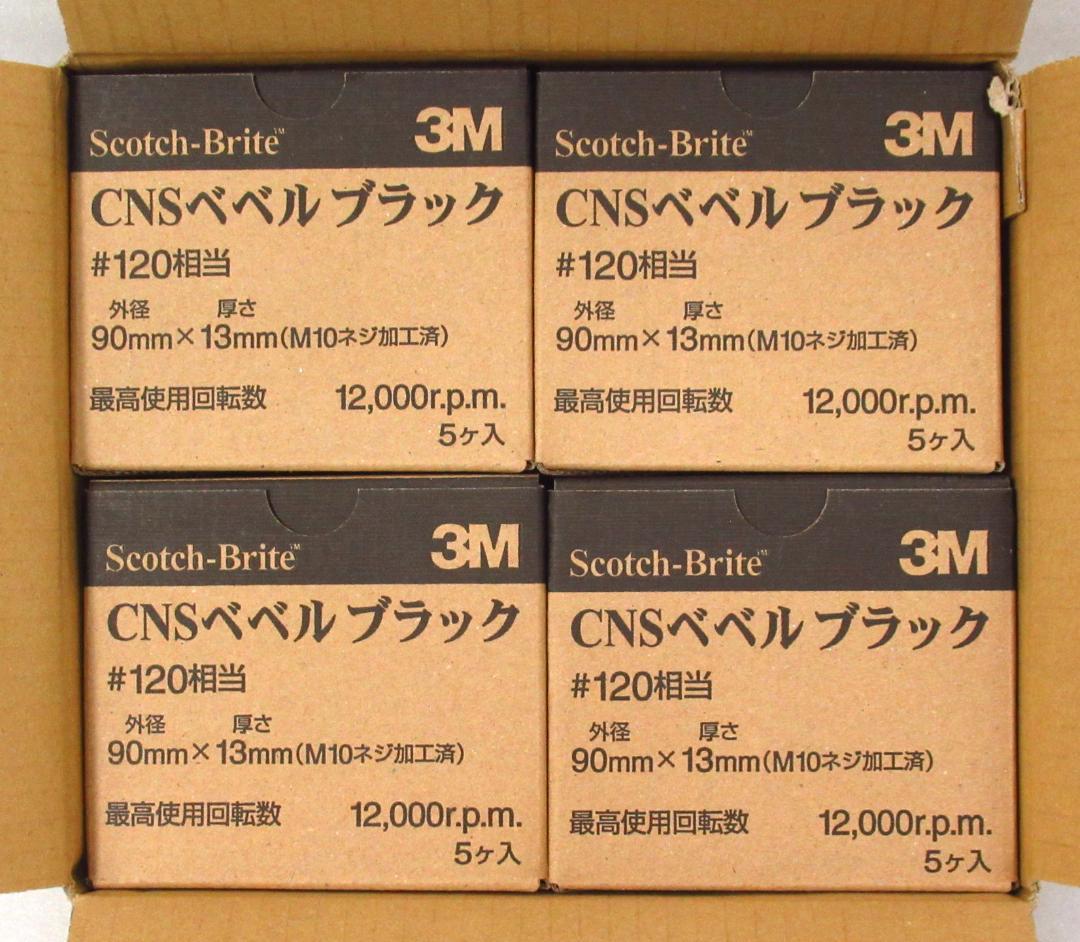 Scotch-Brite™ 3M
CNSベベル ブラック
#120相当
外径 厚さ
90mm×13mm(M10ネジ加工済)
最高使用回転数 12,000r.p.m.
5ヶ入
Scotch-Brite™ 3M
CNSベベル ブラック
#120相当
外径 厚さ
90mm×13mm(M10ネジ加工済)
最高使用回転数 12,000r.p.m.
5ヶ入
Scotch-Brite™ 3M
CNSベベル ブラック
#120相当
外径 厚さ
90mm×13mm(M10ネジ加工済)
最高使用回転数 12,000r.p.m.
5ヶ入
Scotch-Brite™ 3M
CNSベベル ブラック
#120相当
外径 厚さ
90mm×13mm(M10ネジ加工済)
最高使用回転数 12,000r.p.m.
5ヶ入